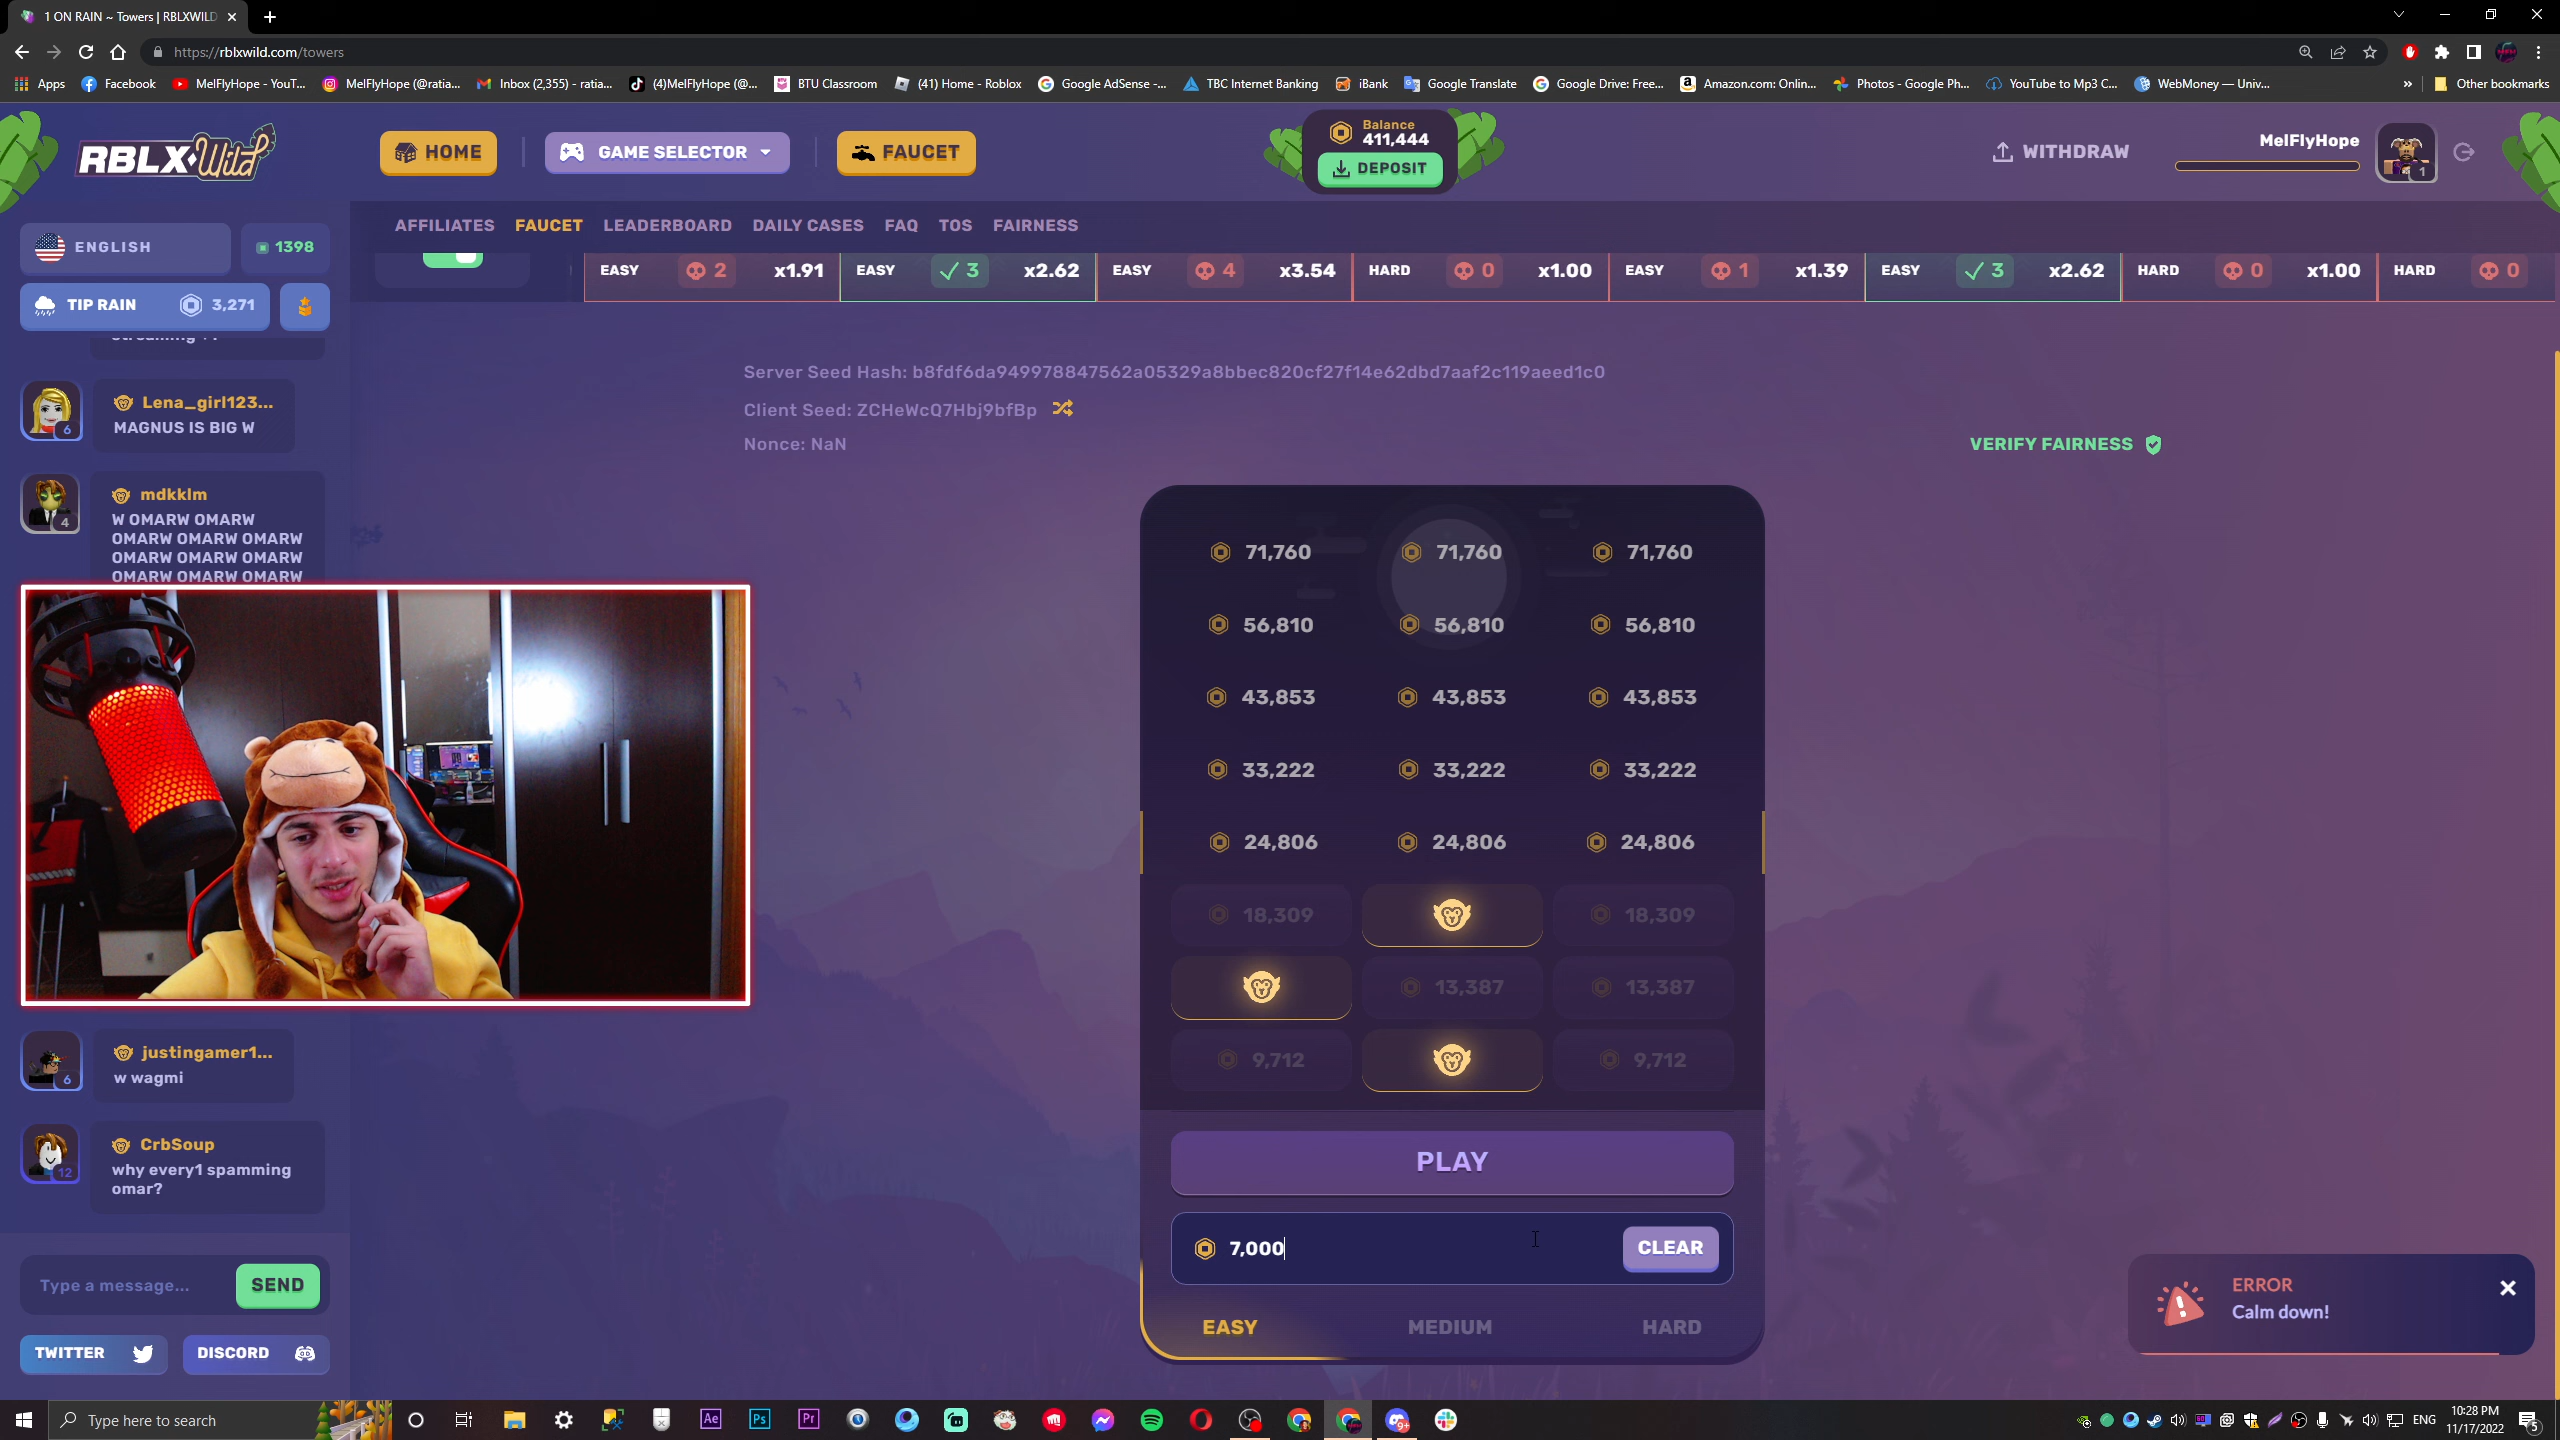 1 ON RAIN ~ Towers | RBLXWILD
https://rblxwild.com/towers
Apps
Facebook
MelFlyHope - YouT...
MelFlyHope (@ratia...
Inbox (2,355) - ratia...
(4)MelFlyHope (@...
BTU Classroom
(41) Home - Roblox
Google AdSense -...
TBC Internet Banking
iBank
Google Translate
Google Drive: Free...
Amazon.com: Onlin...
Photos - Google Ph...
YouTube to Mp3 C...
WebMoney — Univ...
»
Other bookmarks
RBLX Wild
HOME
GAME SELECTOR
FAUCET
Balance
411,444
DEPOSIT
WITHDRAW
MelFlyHope
1
AFFILIATES
FAUCET
LEADERBOARD
DAILY CASES
FAQ
TOS
FAIRNESS
ENGLISH
1398
TIP RAIN
3,271
EASY 2 x1.91
EASY 3 x2.62
EASY 4 x3.54
HARD 0 x1.00
EASY 1 x1.39
EASY 3 x2.62
HARD 0 x1.00
HARD 0
Lena_girl123...
6
MAGNUS IS BIG W
mdkklm
4
W OMARW OMARW
OMARW OMARW OMARW
OMARW OMARW OMARW
OMARW OMARW OMARW
justingamer1...
6
w wagmi
CrbSoup
12
why every1 spamming
omar?
Type a message...
SEND
TWITTER
DISCORD
Server Seed Hash: b8fdf6da949978847562a05329a8bbec820cf27f14e62dbd7aaf2c119aeed1c0
Client Seed: ZCHeWcQ7Hbj9bfBp
Nonce: NaN
VERIFY FAIRNESS
71,760 71,760 71,760
56,810 56,810 56,810
43,853 43,853 43,853
33,222 33,222 33,222
24,806 24,806 24,806
18,309 18,309
13,387 13,387
9,712 9,712
PLAY
7,000
CLEAR
EASY
MEDIUM
HARD
ERROR
Calm down!
Type here to search
Ae
Ps
Pr
9+
ENG
10:28 PM
11/17/2022
5